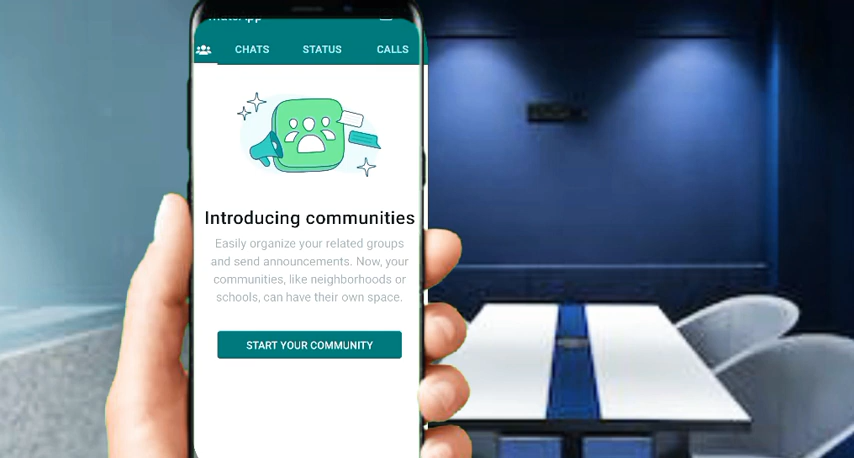 CHATS STATUS CALLS
Introducing communities
Easily organize your related groups
and send announcements. Now, your
communities, like neighborhoods or
schools, can have their own space.
START YOUR COMMUNITY